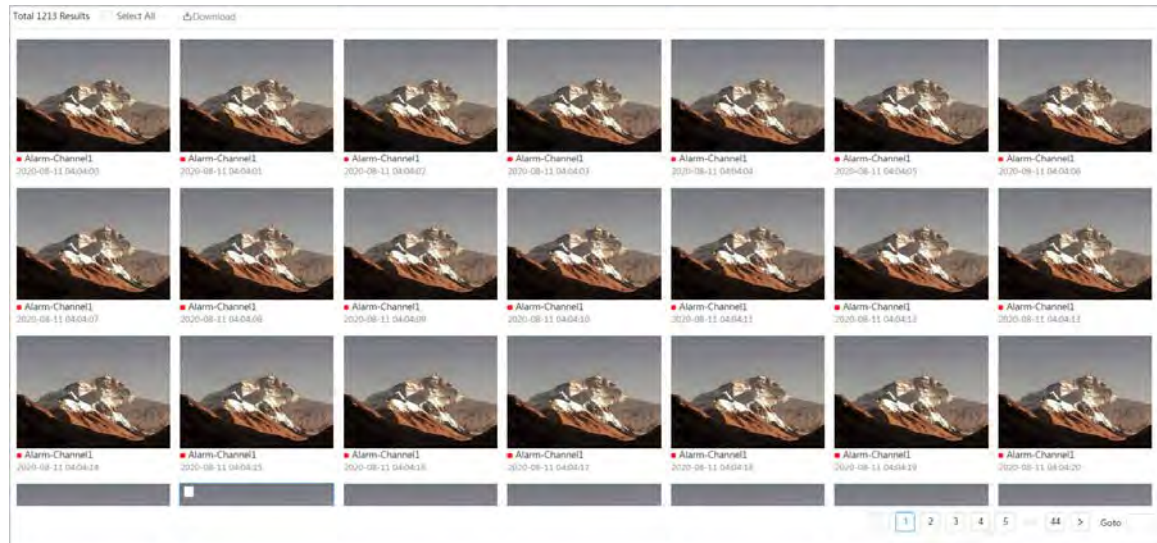 Total 1213 Results Select All Download
Alarm-Channel1 Alarm-Channel1 Alarm-Channel1 Alarm-Channel1 Alarm-Channel1 Alarm-Channel1 Alarm-Channel1
2020-08-11 04:04:00 2020-08-11 04:04:01 2020-08-11 04:04:02 2020-08-11 04:04:03 2020-08-11 04:04:04 2020-08-11 04:04:05 2020-08-11 04:04:06
Alarm-Channel1 Alarm-Channel1 Alarm-Channel1 Alarm-Channel1 Alarm-Channel1 Alarm-Channel1 Alarm-Channel1
2020-08-11 04:04:07 2020-08-11 04:04:08 2020-08-11 04:04:09 2020-08-11 04:04:10 2020-08-11 04:04:11 2020-08-11 2020-08-11 04:04:13
Alarm-Channel1 Alarm-Channel1 Alarm-Channel1 Alarm-Channel1 Alarm-Channel1 Alarm-Channel1 Alarm-Channel1
2020-08-11 04:04:14 2020-08-11 04:04:15 2020-08-11 04:04:16 2020-08-11 04:04:17 2020-08-11 04:04:18 2020-08-11 04:04:19 2020-08-11 04:04:20
1 2 3 4 5 ... 44 > Goto